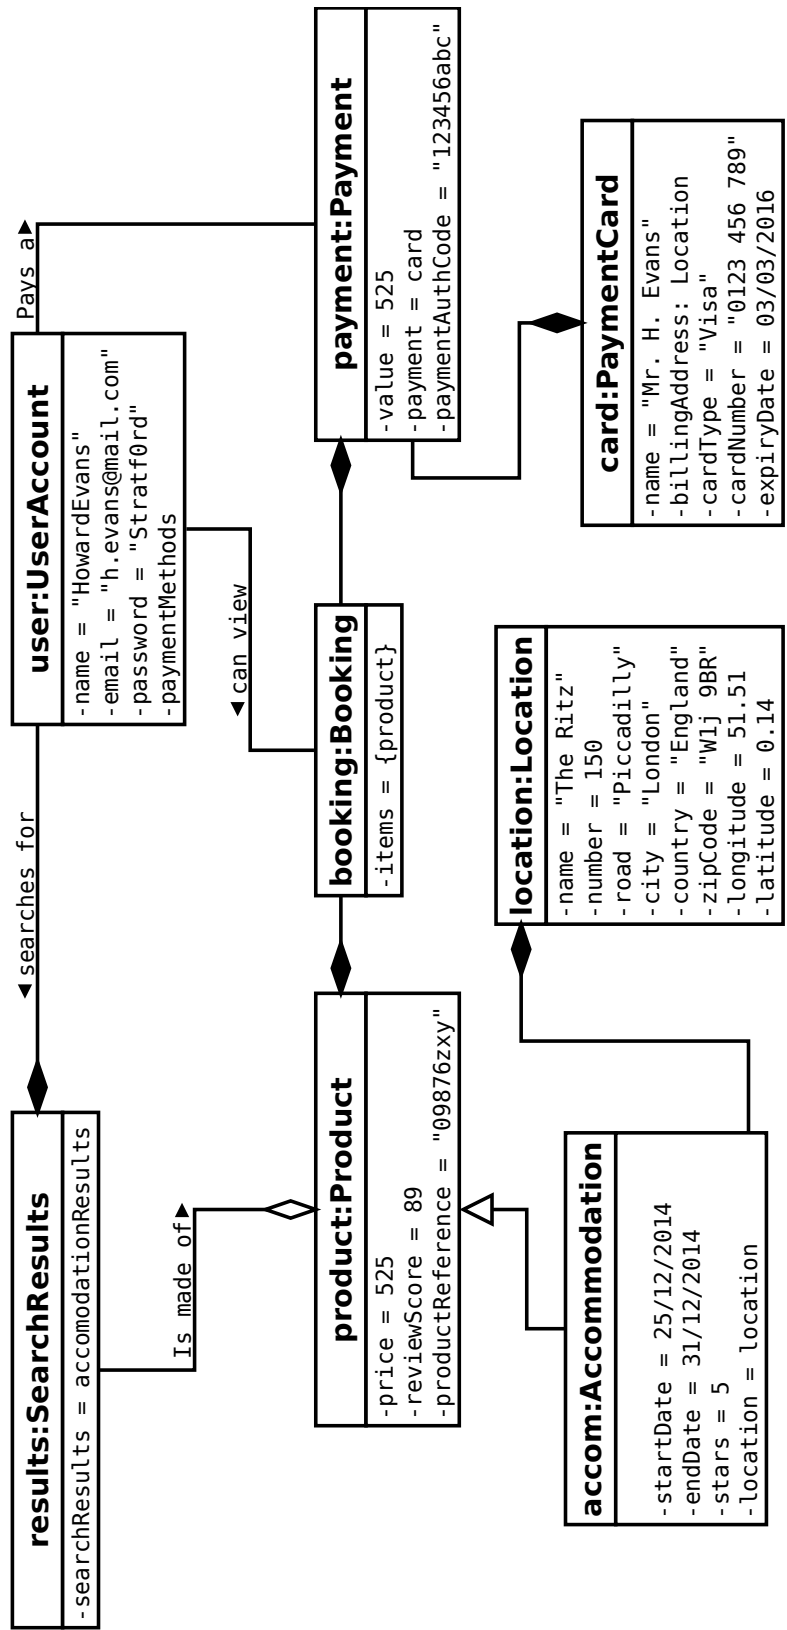 results:SearchResults
-searchResults = accomodationResults
◀searches for
user:UserAccount
-name = "HowardEvans"
-email = "h.evans@mail.com"
-password = "Stratf0rd"
-paymentMethods
Pays a▶
Is made of▶
◀can view
product:Product
-price = 525
-reviewScore = 89
-productReference = "09876zxy"
booking:Booking
-items = {product}
payment:Payment
-value = 525
-payment = card
-paymentAuthCode = "123456abc"
accom:Accommodation
-startDate = 25/12/2014
-endDate = 31/12/2014
-stars = 5
-location = location
location:Location
-name = "The Ritz"
-number = 150
-road = "Piccadilly"
-city = "London"
-country = "England"
-zipCode = "W1j 9BR"
-longitude = 51.51
-latitude = 0.14
card:PaymentCard
-name = "Mr. H. Evans"
-billingAddress: Location
-cardType = "Visa"
-cardNumber = "0123 456 789"
-expiryDate = 03/03/2016